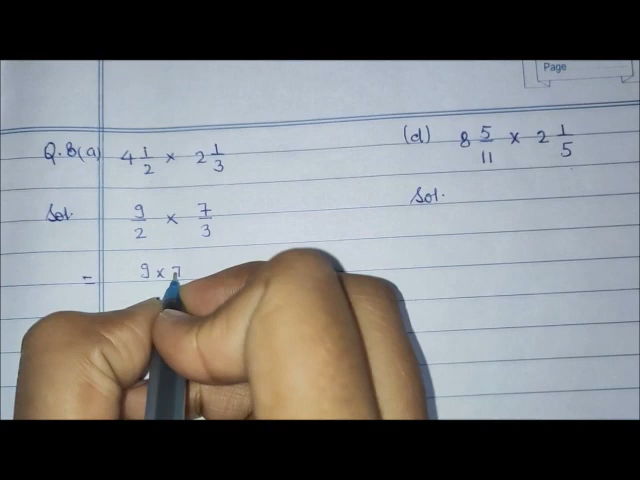 Page
Q.8(a) 4 1/2 × 2 1/3
Sol. 9/2 × 7/3
= 9 × 7
(d) 8 5/11 × 2 1/5
Sol.